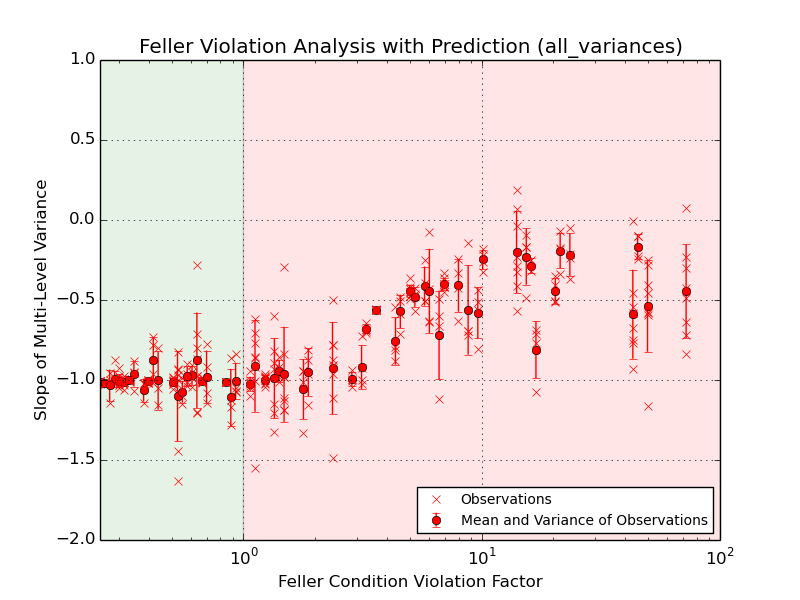 Feller Violation Analysis with Prediction (all_variances)
1.0
0.5
0.0
−0.5
−1.0
−1.5
−2.0
Slope of Multi-Level Variance
Observations
Mean and Variance of Observations
10⁰
10¹
10²
Feller Condition Violation Factor